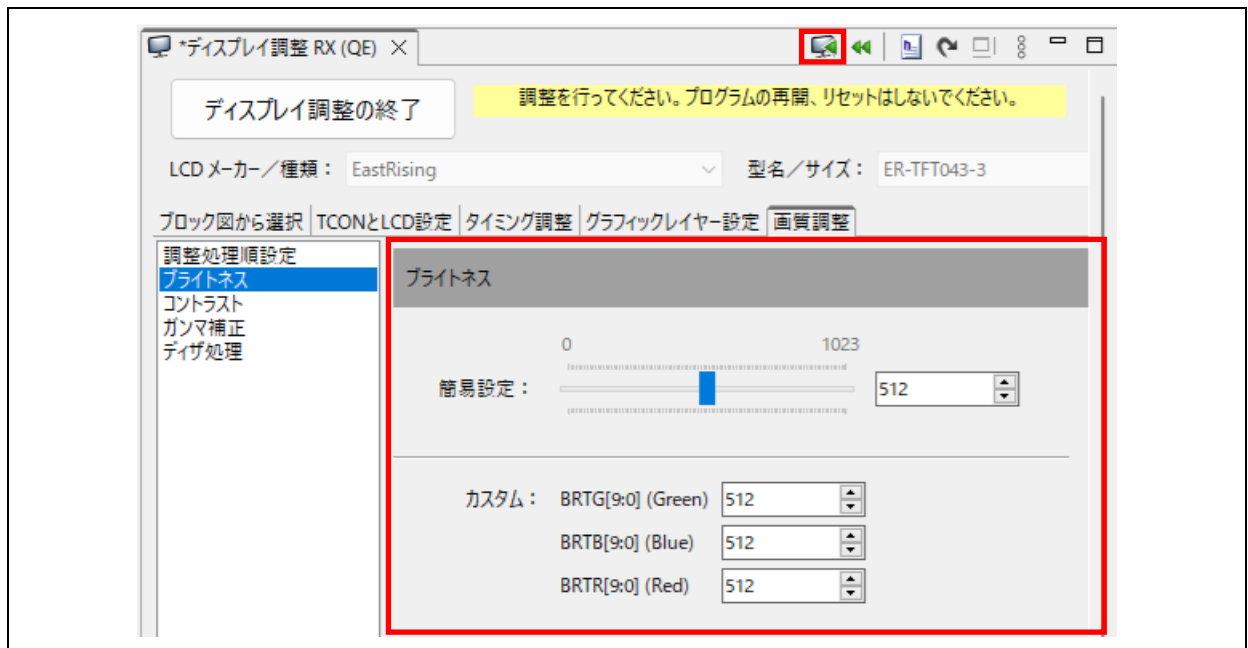 *ディスプレイ調整 RX (QE)
ディスプレイ調整の終了
調整を行ってください。プログラムの再開、リセットはしないでください。
LCD メーカー／種類： EastRising 型名／サイズ： ER-TFT043-3
ブロック図から選択 TCONとLCD設定 タイミング調整 グラフィックレイヤー設定 画質調整
調整処理順設定
ブライトネス
コントラスト
ガンマ補正
ディザ処理
ブライトネス
0 1023
簡易設定： 512
カスタム： BRTG[9:0] (Green) 512
BRTB[9:0] (Blue) 512
BRTR[9:0] (Red) 512